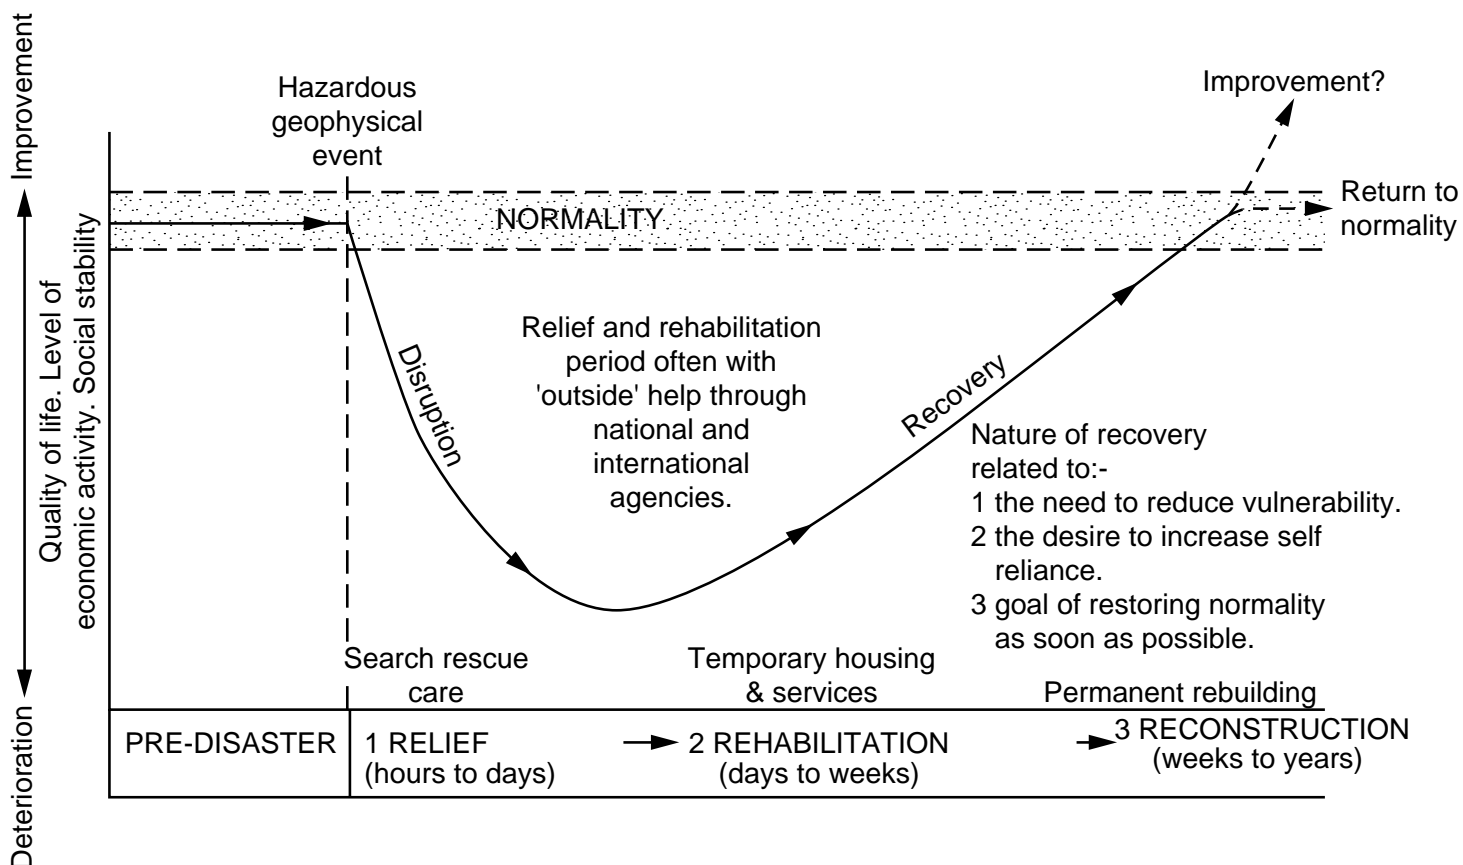 Improvement
Quality of life. Level of
economic activity. Social stability
Deterioration
Hazardous
geophysical
event
Improvement?
NORMALITY
Return to
normality
Disruption
Relief and rehabilitation
period often with
'outside' help through
national and
international
agencies.
Recovery
Nature of recovery
related to:-
1 the need to reduce vulnerability.
2 the desire to increase self
reliance.
3 goal of restoring normality
as soon as possible.
Search rescue
care
Temporary housing
& services
Permanent rebuilding
PRE-DISASTER
1 RELIEF
(hours to days)
2 REHABILITATION
(days to weeks)
3 RECONSTRUCTION
(weeks to years)